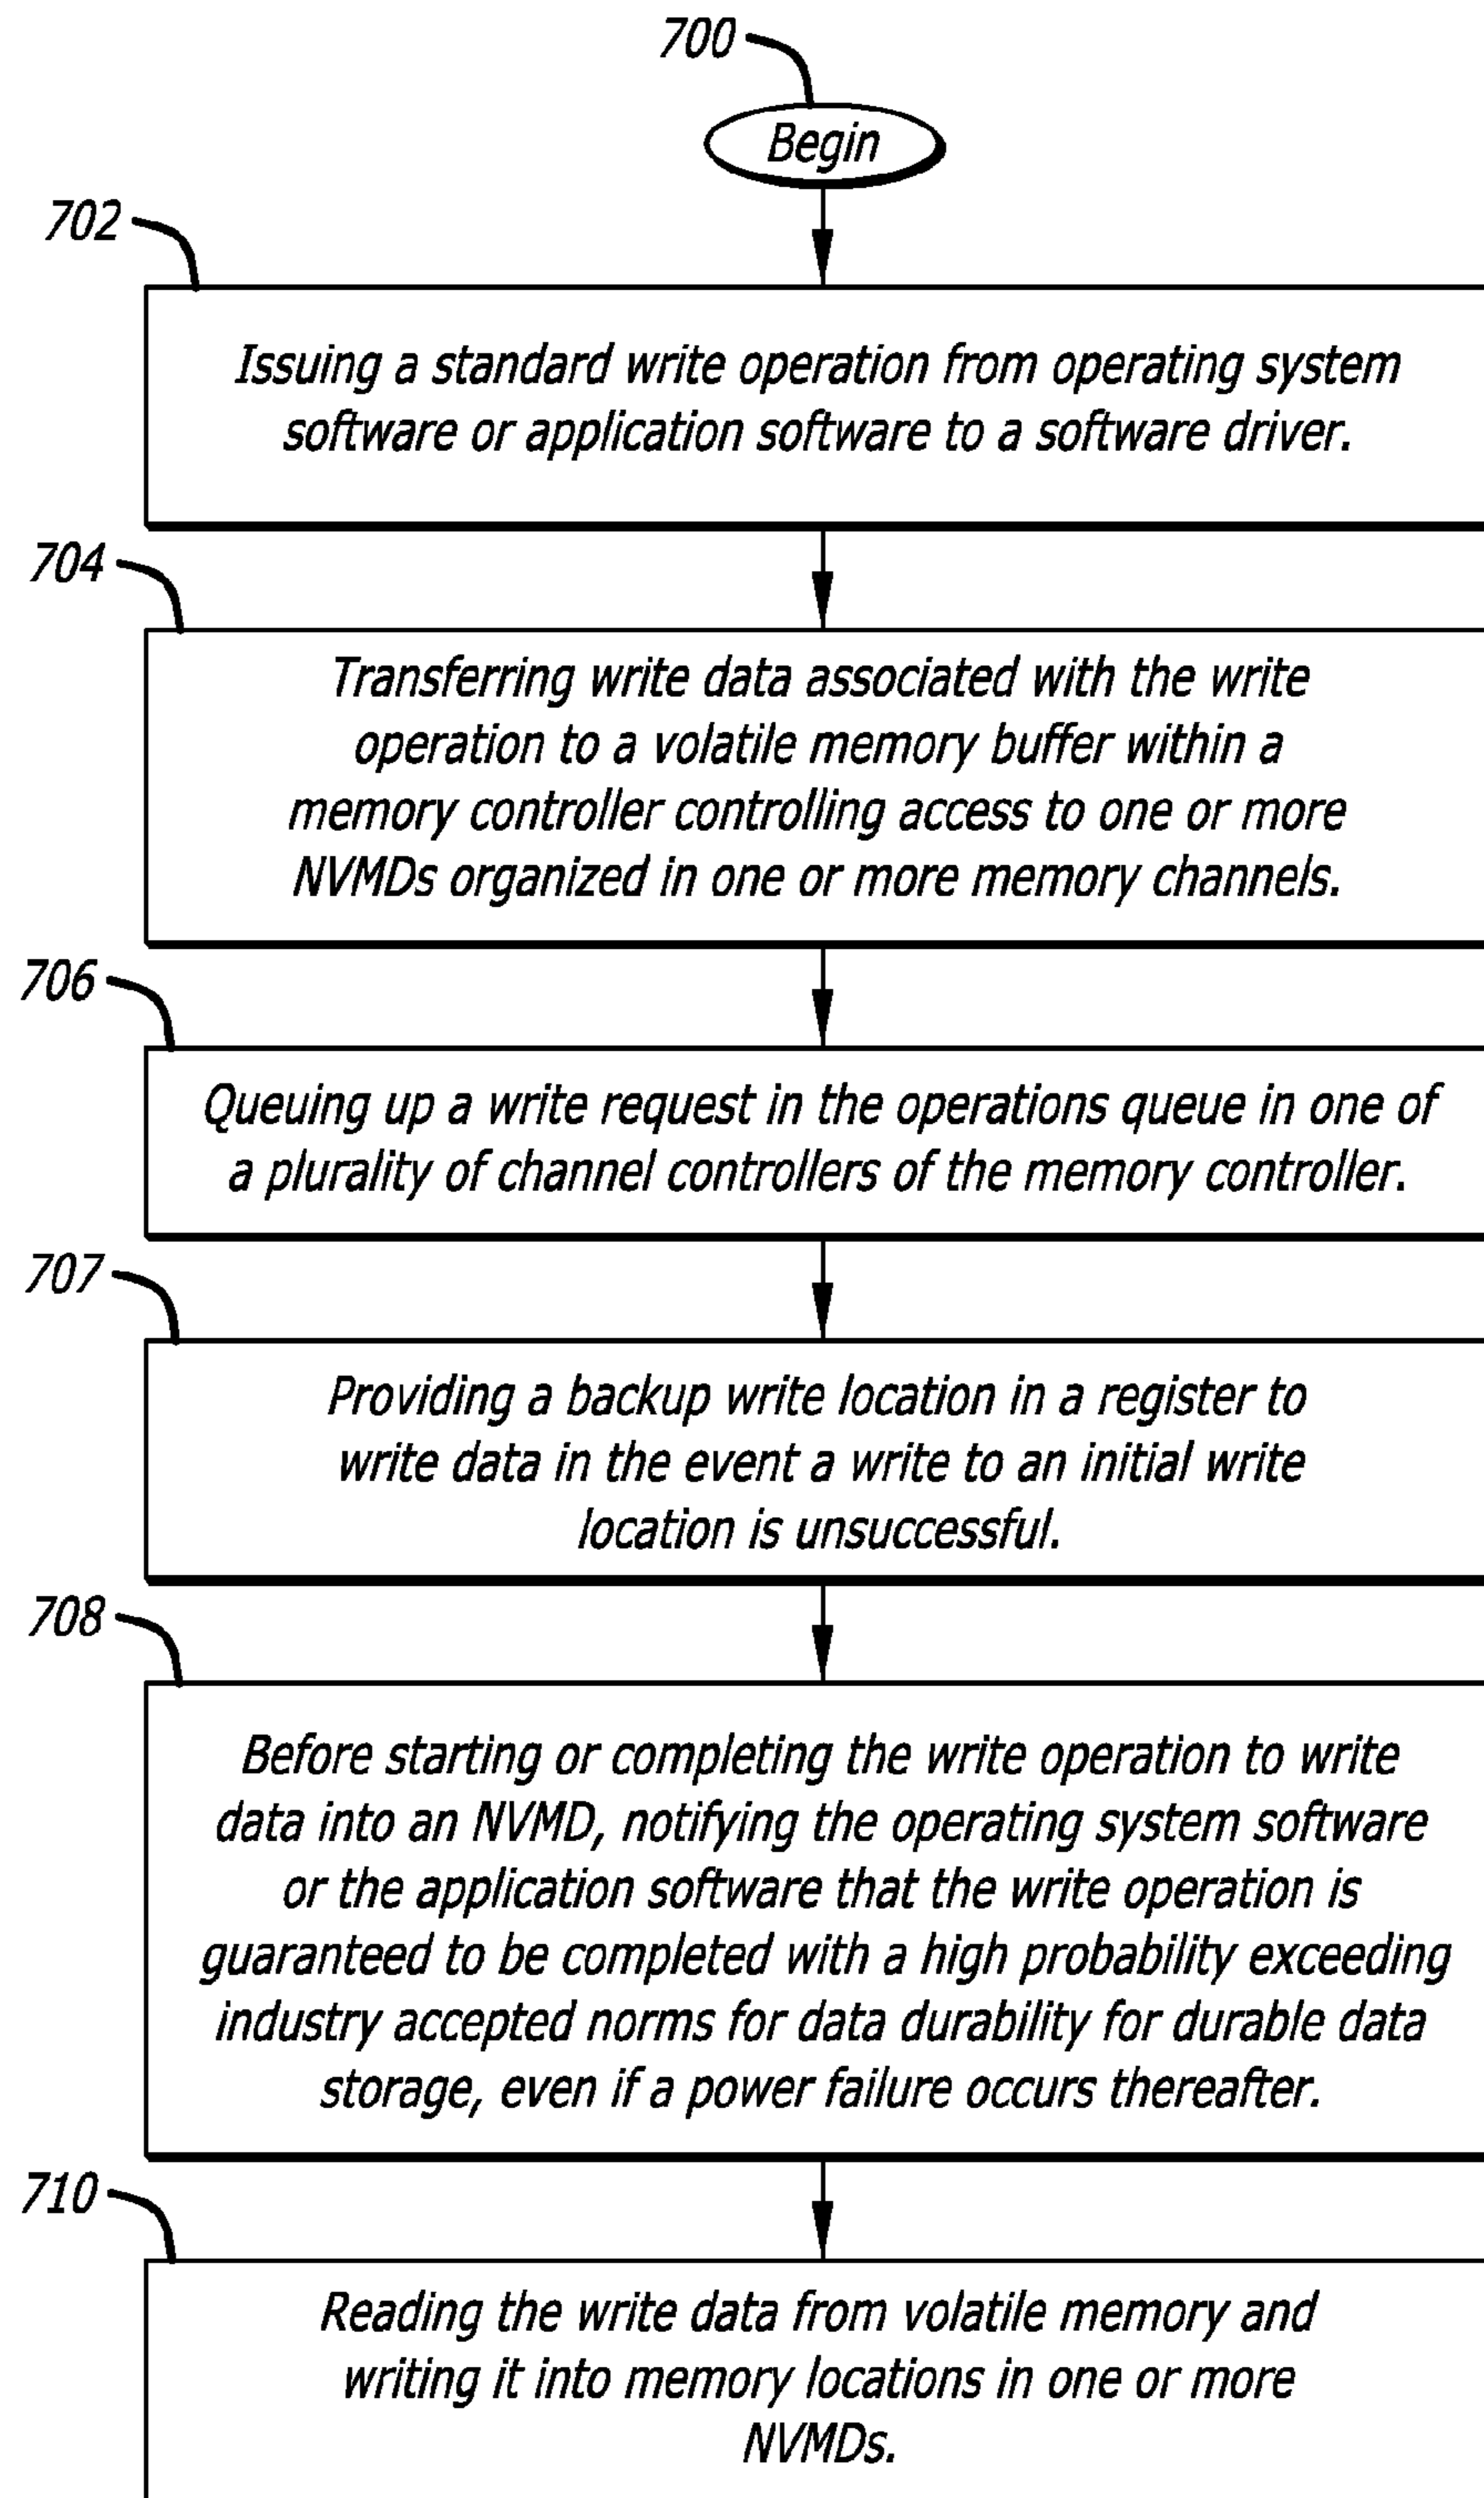 700
Begin
702
Issuing a standard write operation from operating system
software or application software to a software driver.
704
Transferring write data associated with the write
operation to a volatile memory buffer within a
memory controller controlling access to one or more
NVMDs organized in one or more memory channels.
706
Queuing up a write request in the operations queue in one of
a plurality of channel controllers of the memory controller.
707
Providing a backup write location in a register to
write data in the event a write to an initial write
location is unsuccessful.
708
Before starting or completing the write operation to write
data into an NVMD, notifying the operating system software
or the application software that the write operation is
guaranteed to be completed with a high probability exceeding
industry accepted norms for data durability for durable data
storage, even if a power failure occurs thereafter.
710
Reading the write data from volatile memory and
writing it into memory locations in one or more
NVMDs.